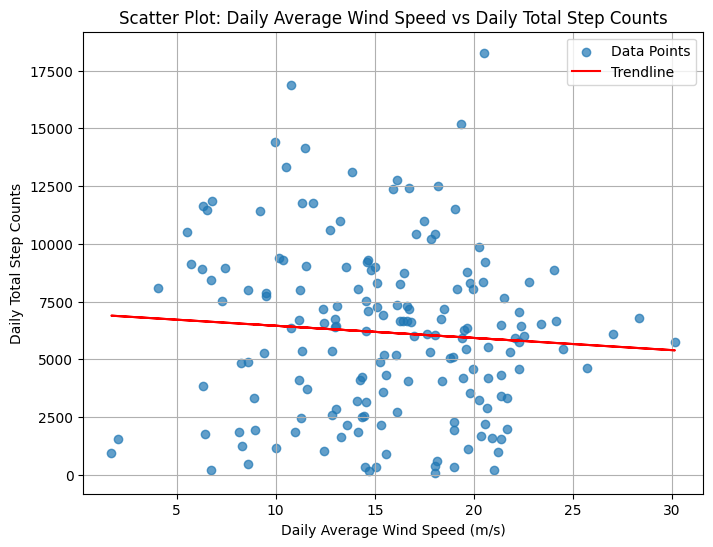 Scatter Plot: Daily Average Wind Speed vs Daily Total Step Counts
Data Points
Trendline
Daily Total Step Counts
17500
15000
12500
10000
7500
5000
2500
0
5
10
15
20
25
30
Daily Average Wind Speed (m/s)